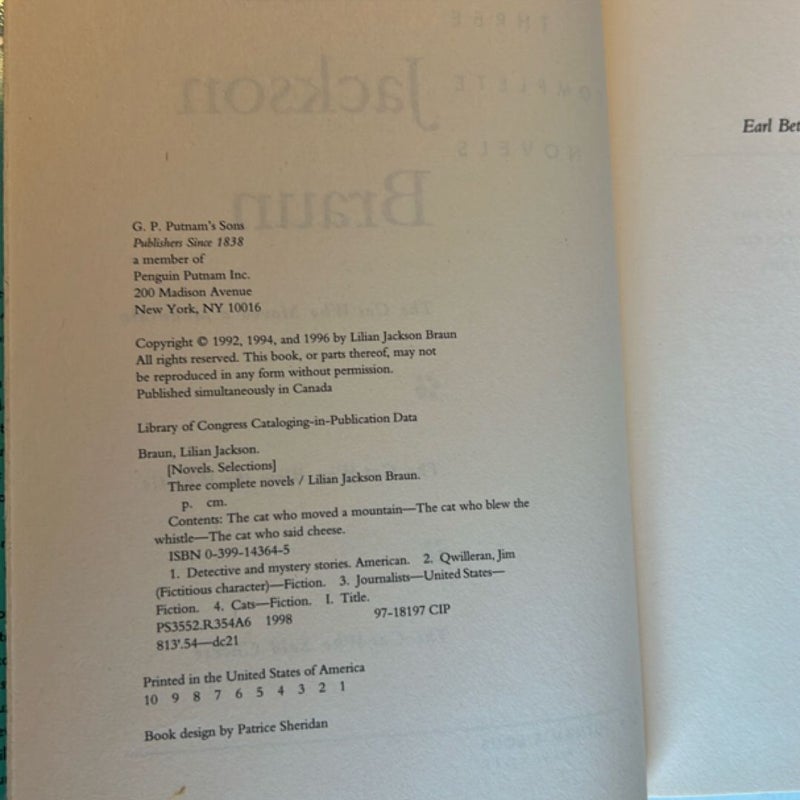 THREE
Jackson
COMPLETE
NOVELS
Braun
G. P. Putnam's Sons
Publishers Since 1838
a member of
Penguin Putnam Inc.
200 Madison Avenue
New York, NY 10016
Copyright © 1992, 1994, and 1996 by Lilian Jackson Braun
All rights reserved. This book, or parts thereof, may not
be reproduced in any form without permission.
Published simultaneously in Canada
Library of Congress Cataloging-in-Publication Data
Braun, Lilian Jackson.
[Novels. Selections]
Three complete novels / Lilian Jackson Braun.
p. cm.
Contents: The cat who moved a mountain—The cat who blew the
whistle—The cat who said cheese.
ISBN 0-399-14364-5
1. Detective and mystery stories. American. 2. Qwilleran, Jim
(Fictitious character)—Fiction. 3. Journalists—United States—
Fiction. 4. Cats—Fiction. I. Title.
PS3552.R354A6 1998 97-18197 CIP
813'.54—dc21
Printed in the United States of America
10 9 8 7 6 5 4 3 2 1
Book design by Patrice Sheridan
Earl Bet